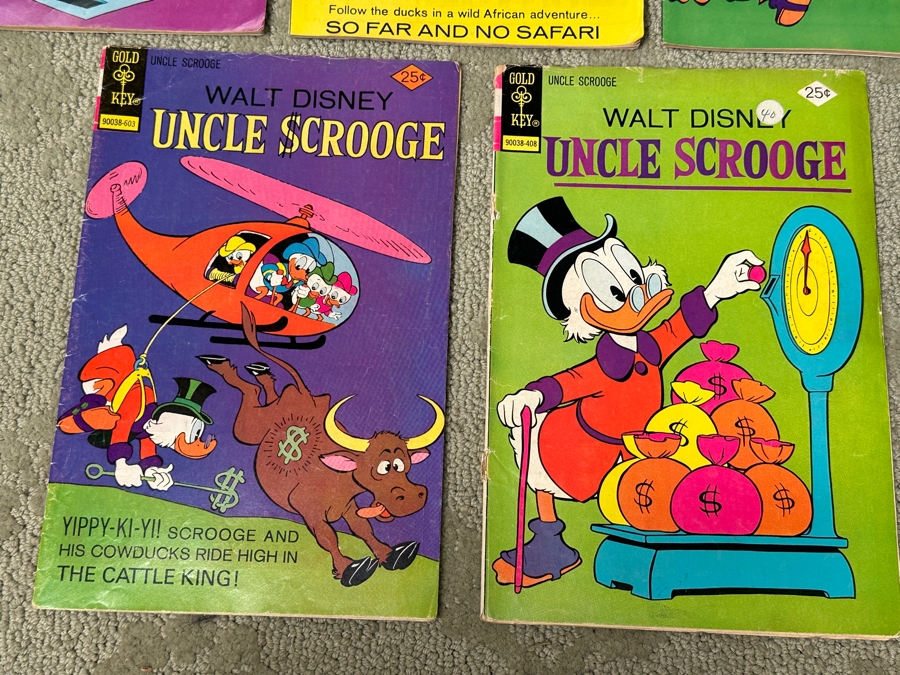 Follow the ducks in a wild African adventure...
SO FAR AND NO SAFARI
GOLD
KEY®
90038-603
UNCLE SCROOGE
25¢
WALT DISNEY
UNCLE $CROOGE
$
$
YIPPY-KI-YI! SCROOGE AND
HIS COWDUCKS RIDE HIGH IN
THE CATTLE KING!
GOLD
KEY®
90038-408
UNCLE SCROOGE
25¢
WALT DISNEY
40
UNCLE SCROOGE
$
$
$
$
$